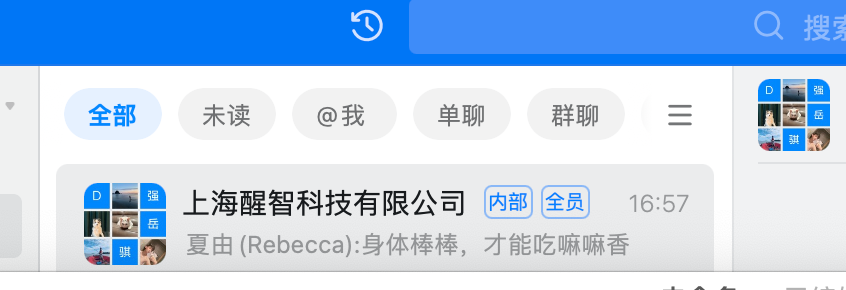 搜索
全部 未读 @我 单聊 群聊
D 强
岳
骐
D 强
上海醒智科技有限公司 内部 全员 16:57
岳
夏由 (Rebecca):身体棒棒，才能吃嘛嘛香
骐